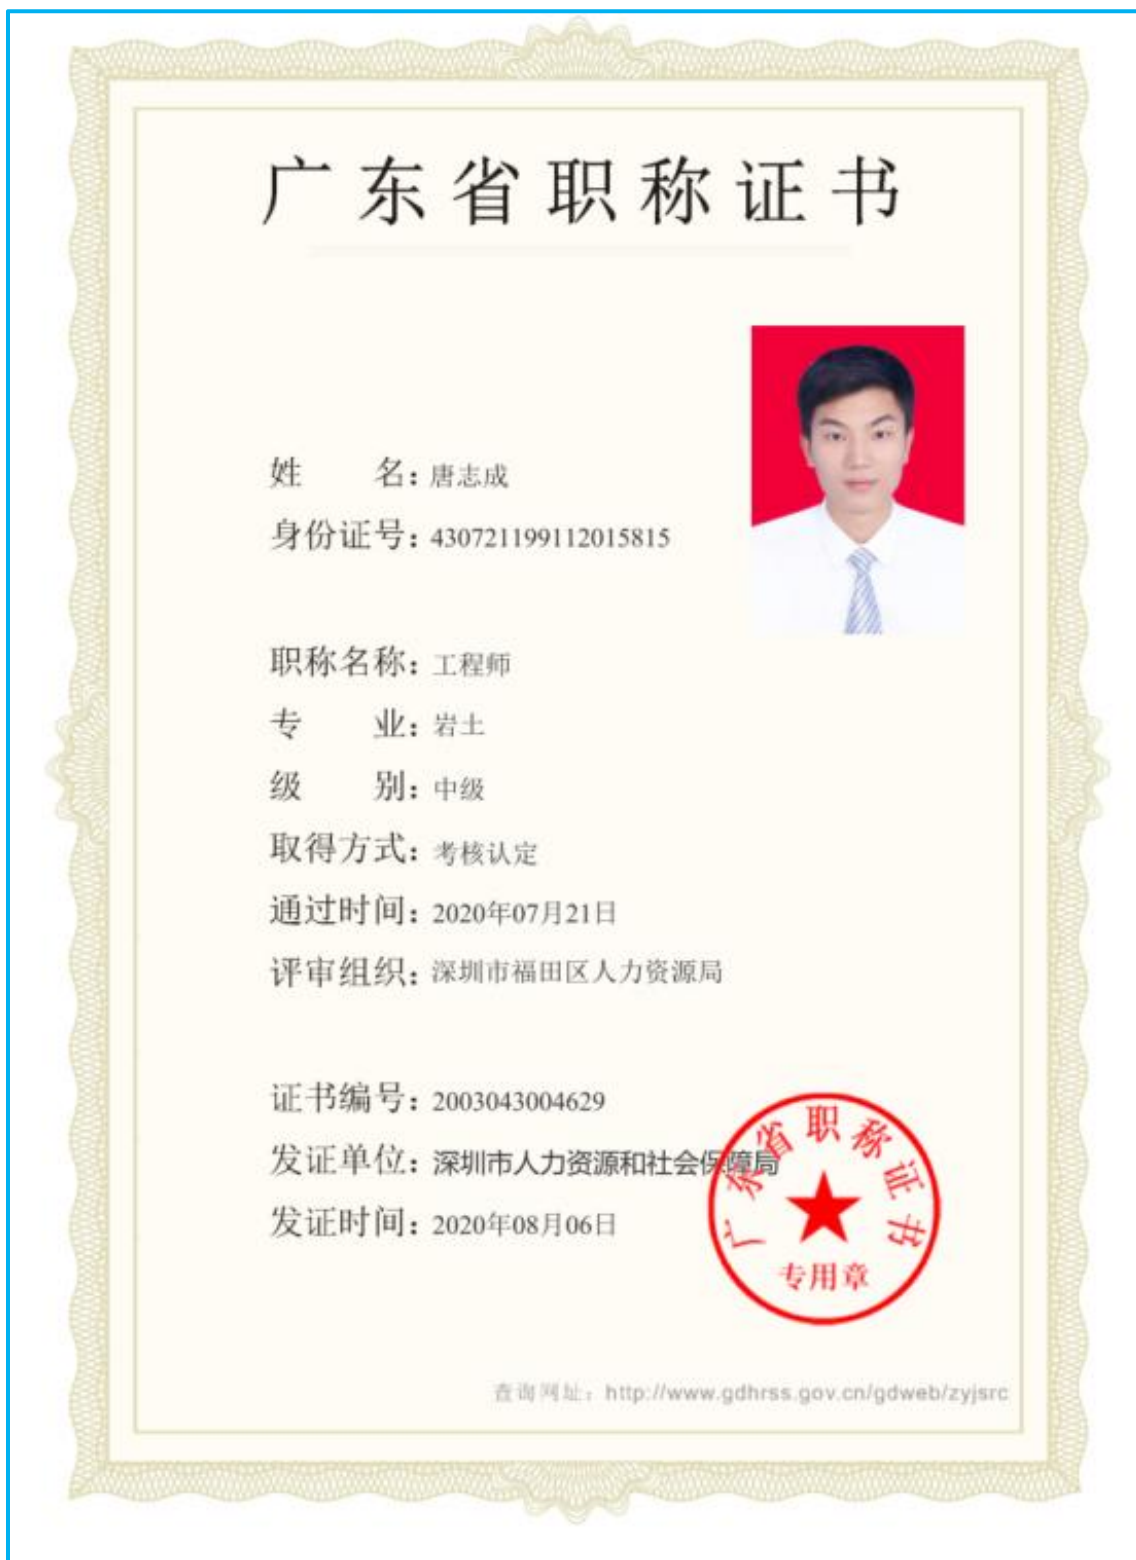 广东省职称证书
姓　　名：唐志成
身份证号：430721199112015815
职称名称：工程师
专　　业：岩土
级　　别：中级
取得方式：考核认定
通过时间：2020年07月21日
评审组织：深圳市福田区人力资源局
证书编号：2003043004629
发证单位：深圳市人力资源和社会保障局
发证时间：2020年08月06日
广东省职称证书
专用章
查询网址：http://www.gdhrss.gov.cn/gdweb/zyjsrc